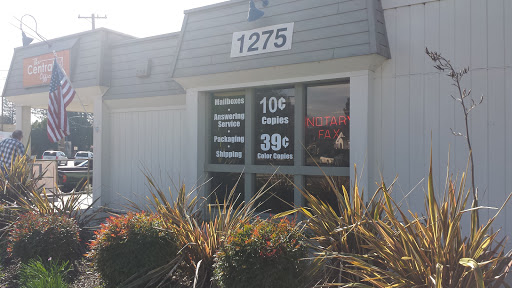 1275
Central
Mailboxes
Answering
Service
Packaging
Shipping
10¢
Copies
39¢
Color Copies
NOTARY
FAX